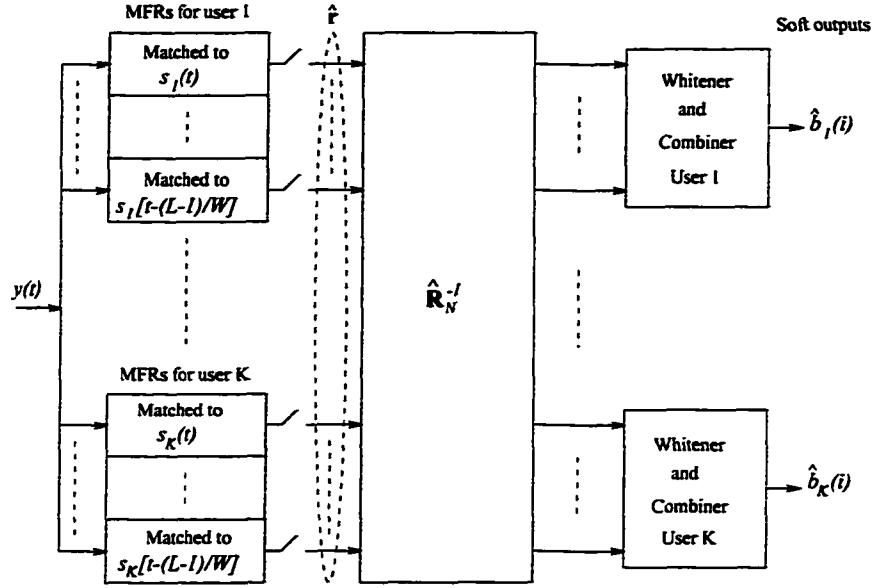 MFRs for user 1
r̂
Soft outputs
Matched to
s_1(t)
Matched to
s_1[t-(L-1)/W]
Whitener
and
Combiner
User 1
b̂_1(i)
y(t)
R̂_N^{-1}
MFRs for user K
Matched to
s_K(t)
Matched to
s_K[t-(L-1)/W]
Whitener
and
Combiner
User K
b̂_K(i)